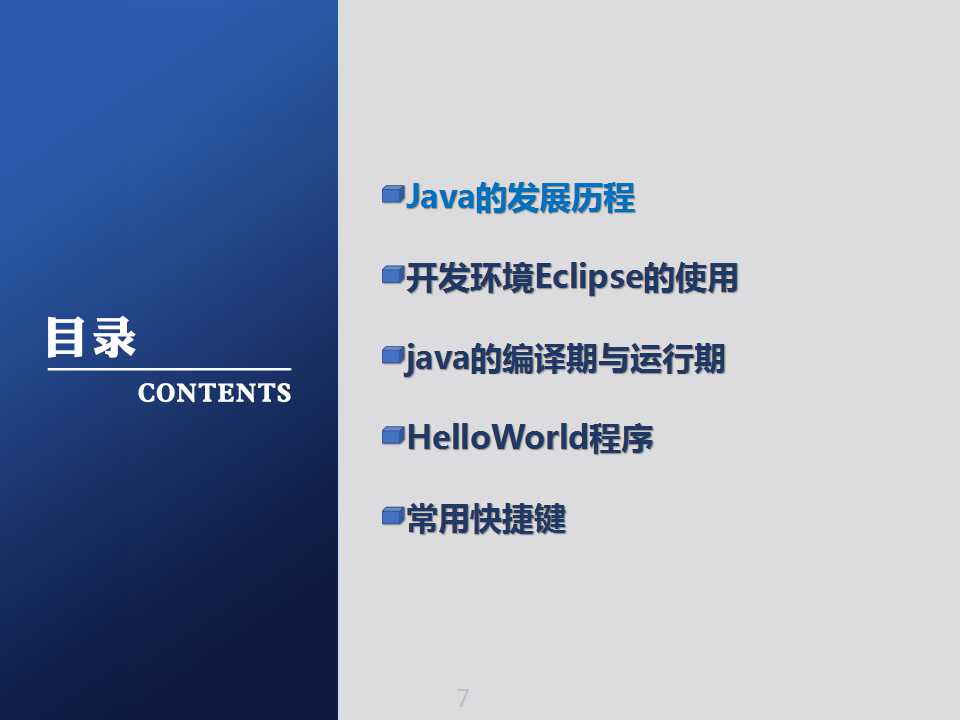 目录
CONTENTS
Java的发展历程
开发环境Eclipse的使用
java的编译期与运行期
HelloWorld程序
常用快捷键
7